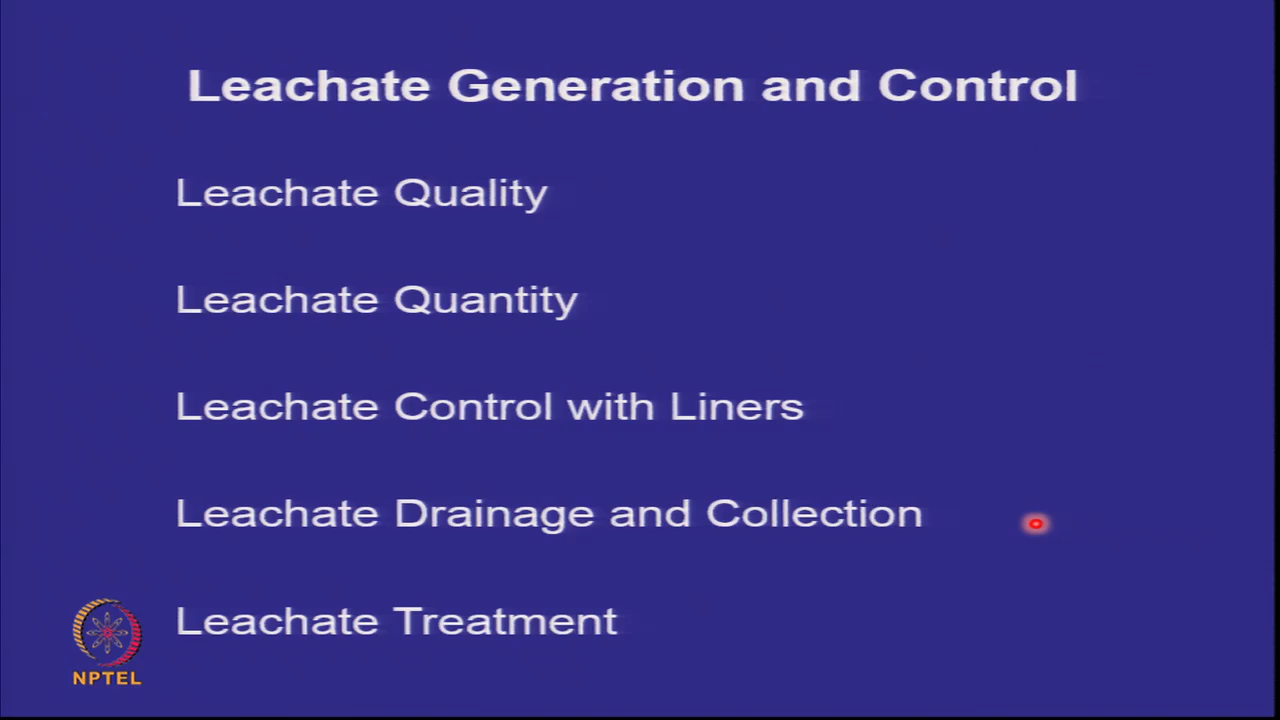 Leachate Generation and Control
Leachate Quality
Leachate Quantity
Leachate Control with Liners
Leachate Drainage and Collection
Leachate Treatment
NPTEL